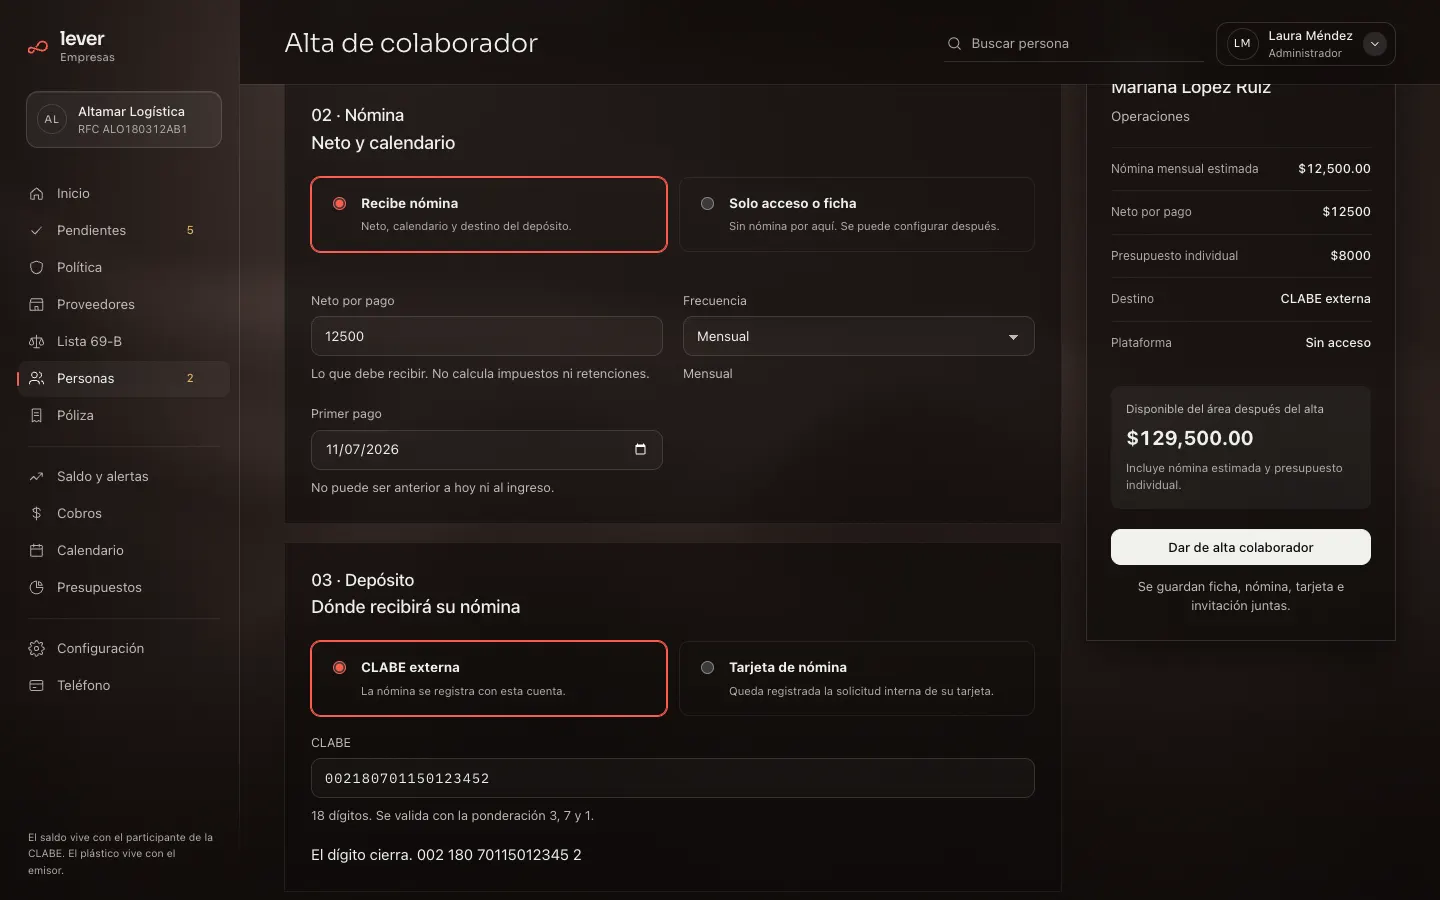 lever
Empresas
AL
Altamar Logística
RFC ALO180312AB1
Inicio
Pendientes 5
Política
Proveedores
Lista 69-B
Personas 2
Póliza
Saldo y alertas
Cobros
Calendario
Presupuestos
Configuración
Teléfono
El saldo vive con el participante de la
CLABE. El plástico vive con el
emisor.
Alta de colaborador
Buscar persona
LM
Laura Méndez
Administrador
02 · Nómina
Neto y calendario
Recibe nómina
Neto, calendario y destino del depósito.
Solo acceso o ficha
Sin nómina por aquí. Se puede configurar después.
Neto por pago
12500
Lo que debe recibir. No calcula impuestos ni retenciones.
Frecuencia
Mensual
Mensual
Primer pago
11/07/2026
No puede ser anterior a hoy ni al ingreso.
03 · Depósito
Dónde recibirá su nómina
CLABE externa
La nómina se registra con esta cuenta.
Tarjeta de nómina
Queda registrada la solicitud interna de su tarjeta.
CLABE
002180701150123452
18 dígitos. Se valida con la ponderación 3, 7 y 1.
El dígito cierra. 002 180 70115012345 2
Mariana López Ruiz
Operaciones
Nómina mensual estimada $12,500.00
Neto por pago $12500
Presupuesto individual $8000
Destino CLABE externa
Plataforma Sin acceso
Disponible del área después del alta
$129,500.00
Incluye nómina estimada y presupuesto
individual.
Dar de alta colaborador
Se guardan ficha, nómina, tarjeta e
invitación juntas.